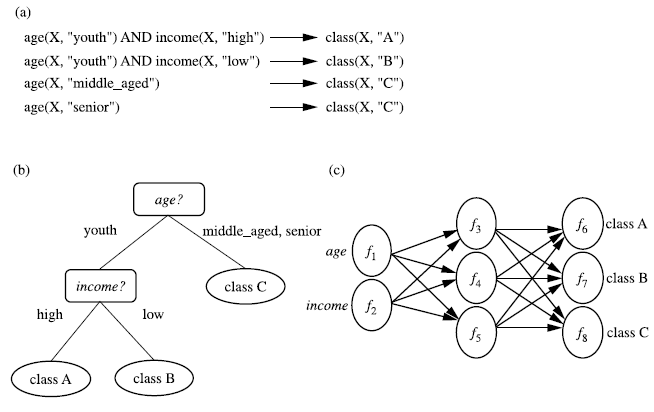 (a)
age(X, "youth") AND income(X, "high") class(X, "A")
age(X, "youth") AND income(X, "low") class(X, "B")
age(X, "middle_aged") class(X, "C")
age(X, "senior") class(X, "C")
(b)
age?
youth
middle_aged, senior
income?
class C
high
low
class A
class B
(c)
age
income
f1
f2
f3
f4
f5
f6
f7
f8
class A
class B
class C